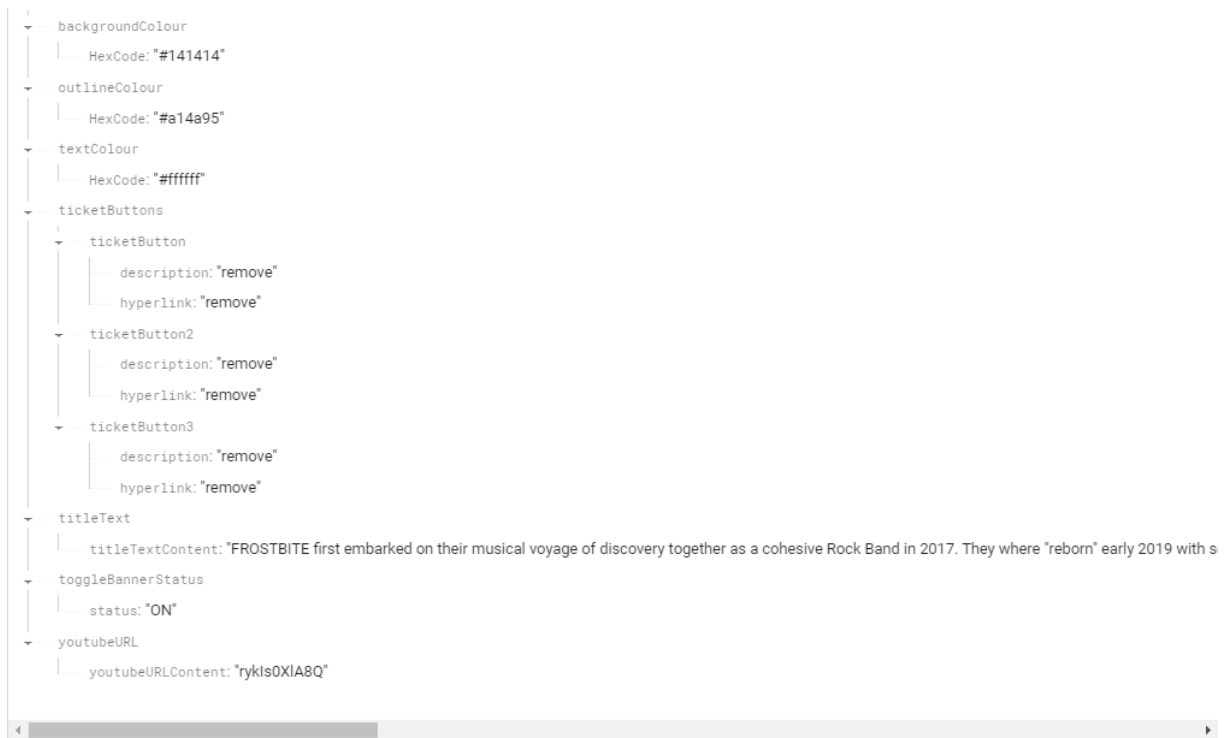 backgroundColour
HexCode: "#141414"
outlineColour
HexCode: "#a14a95"
textColour
HexCode: "#ffffff"
ticketButtons
ticketButton
description: "remove"
hyperlink: "remove"
ticketButton2
description: "remove"
hyperlink: "remove"
ticketButton3
description: "remove"
hyperlink: "remove"
titleText
titleTextContent: "FROSTBITE first embarked on their musical voyage of discovery together as a cohesive Rock Band in 2017. They where "reborn" early 2019 with
toggleBannerStatus
status: "ON"
youtubeURL
youtubeURLContent: "rykIs0XlA8Q"